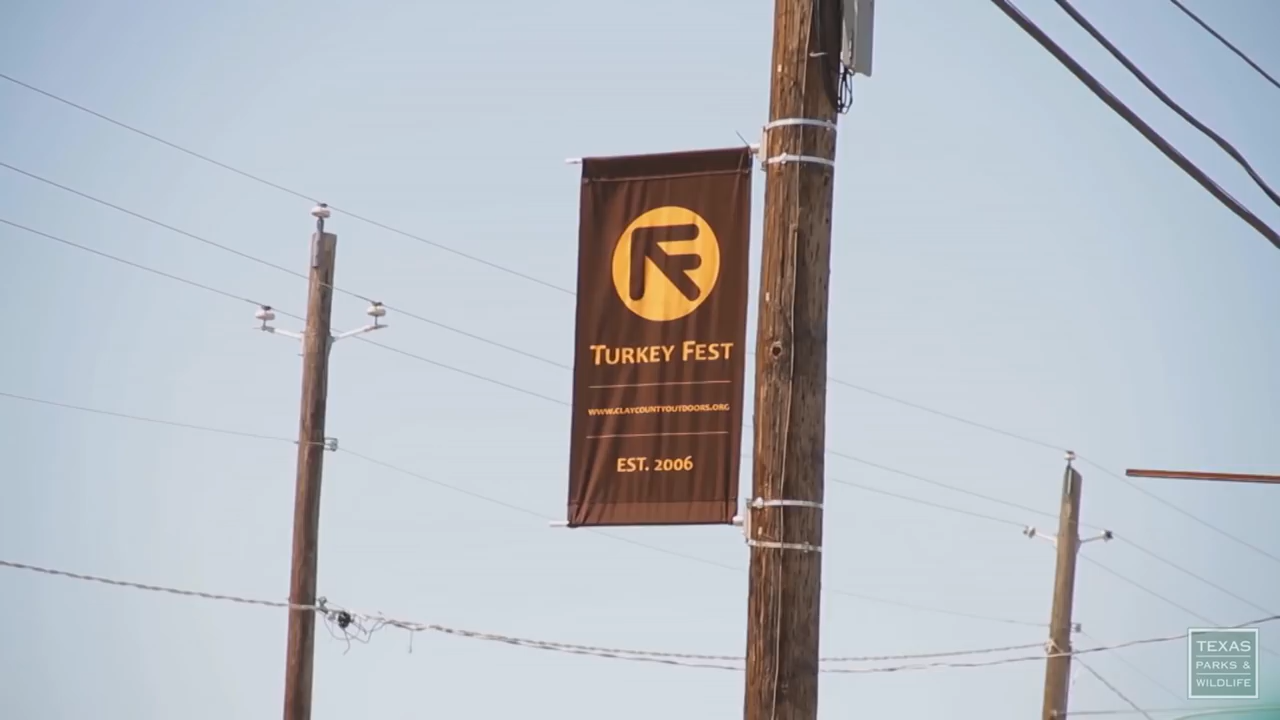 TURKEY FEST
WWW.CLAYCOUNTYOUTDOORS.ORG
EST. 2006
TEXAS
PARKS &
WILDLIFE